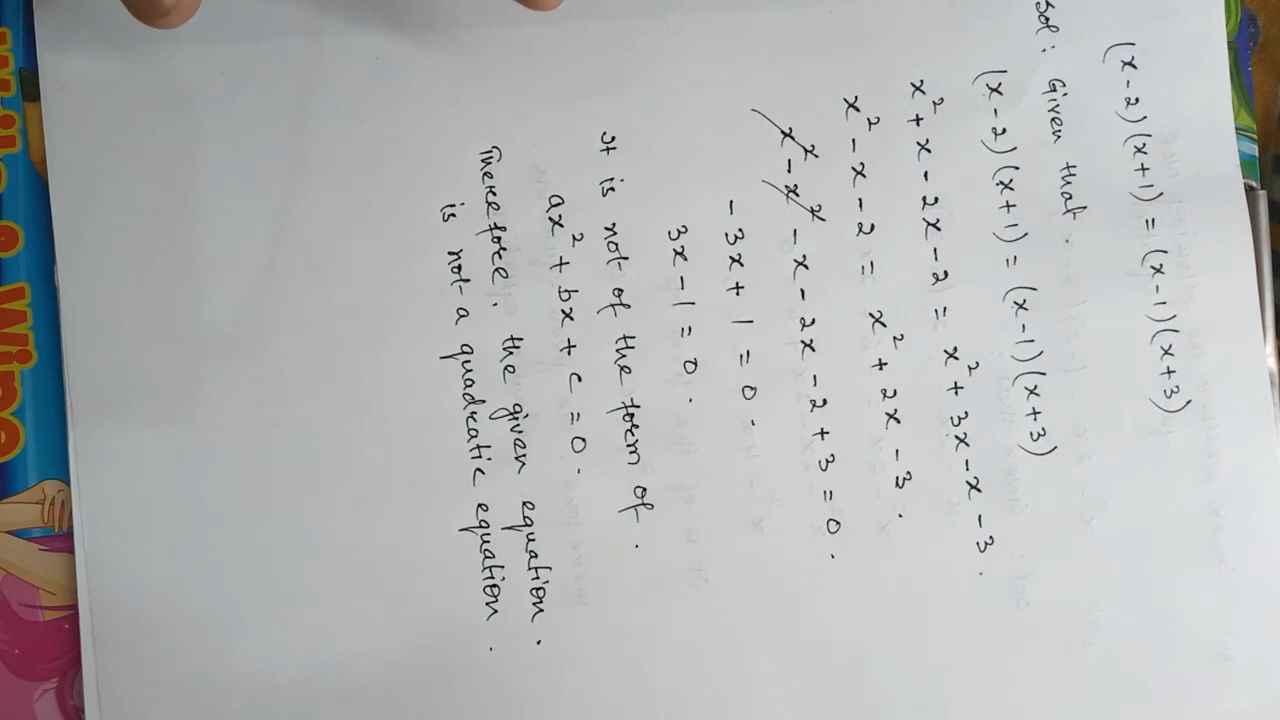 (x-2)(x+1) = (x-1)(x+3)
Sol: Given that.
(x-2)(x+1) = (x-1)(x+3)
x² + x - 2x - 2 = x² + 3x - x - 3.
x² - x - 2 = x² + 2x - 3.
x² - x² - x - 2x - 2 + 3 = 0.
- 3x + 1 = 0.
3x - 1 = 0.
It is not of the form of.
ax² + bx + c = 0.
Therefore, the given equation.
is not a quadratic equation.